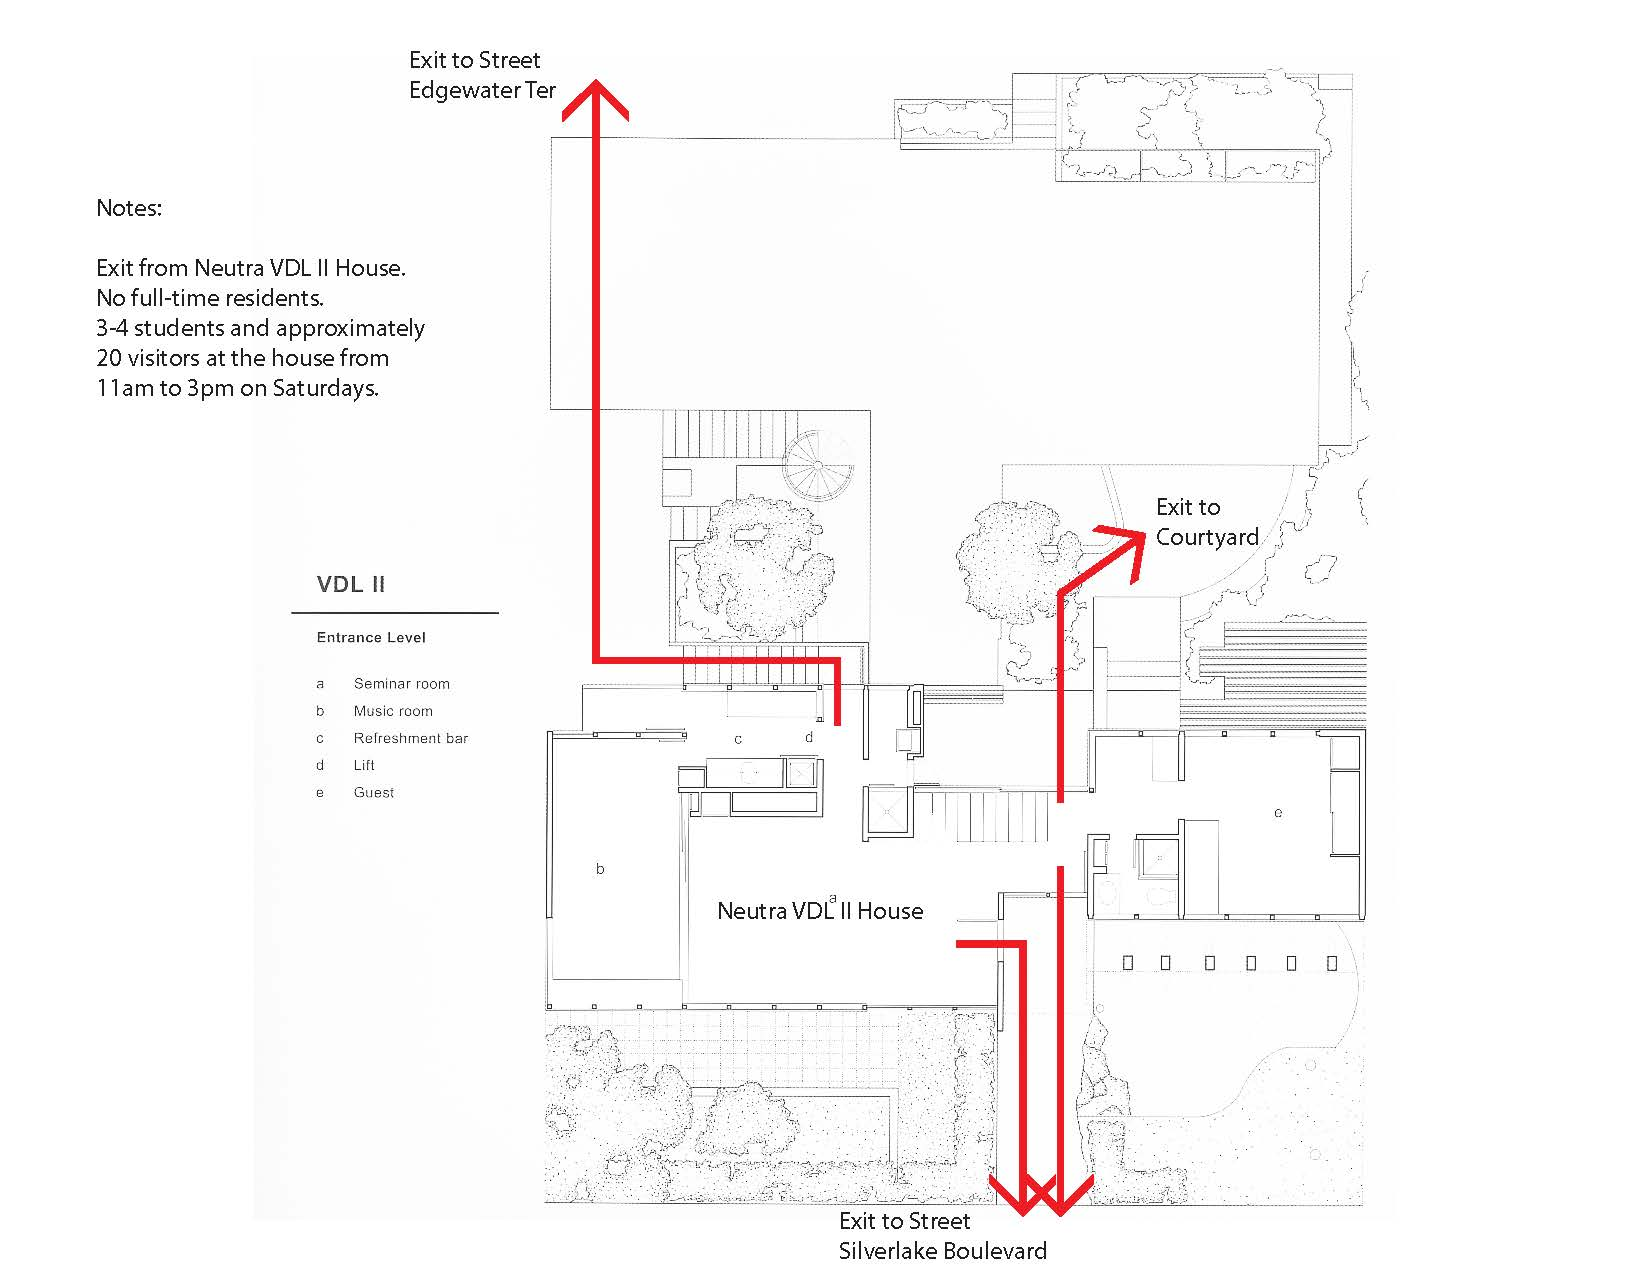 Exit to Street
Edgewater Ter
Notes:
Exit from Neutra VDL II House.
No full-time residents.
3-4 students and approximately
20 visitors at the house from
11am to 3pm on Saturdays.
Exit to
Courtyard
VDL II
Entrance Level
a Seminar room
b Music room
c Refreshment bar
d Lift
e Guest
c
d
e
b
a
Neutra VDL II House
Exit to Street
Silverlake Boulevard